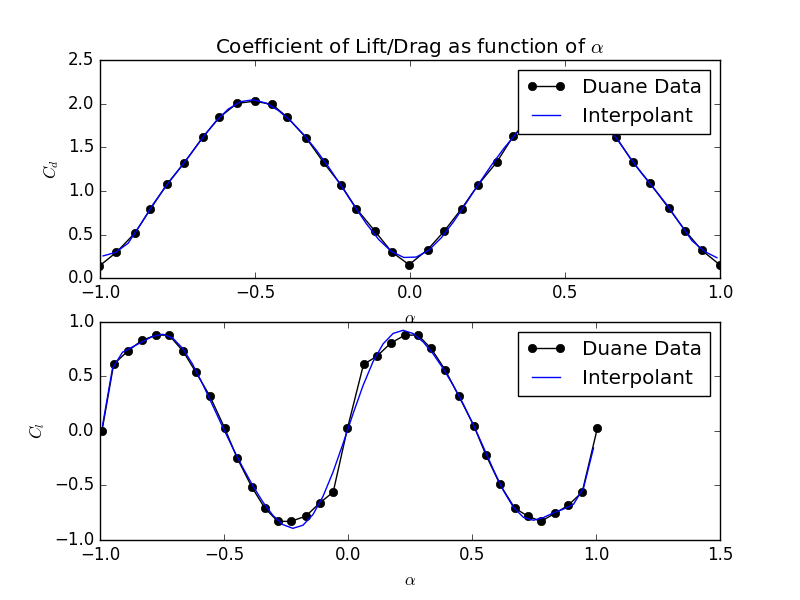 Coefficient of Lift/Drag as function of α
2.5
2.0
1.5
1.0
0.5
0.0
C_d
Duane Data
Interpolant
−1.0 −0.5 0.0 0.5 1.0
α
1.0
0.5
0.0
−0.5
−1.0
C_l
Duane Data
Interpolant
−1.0 −0.5 0.0 0.5 1.0 1.5
α